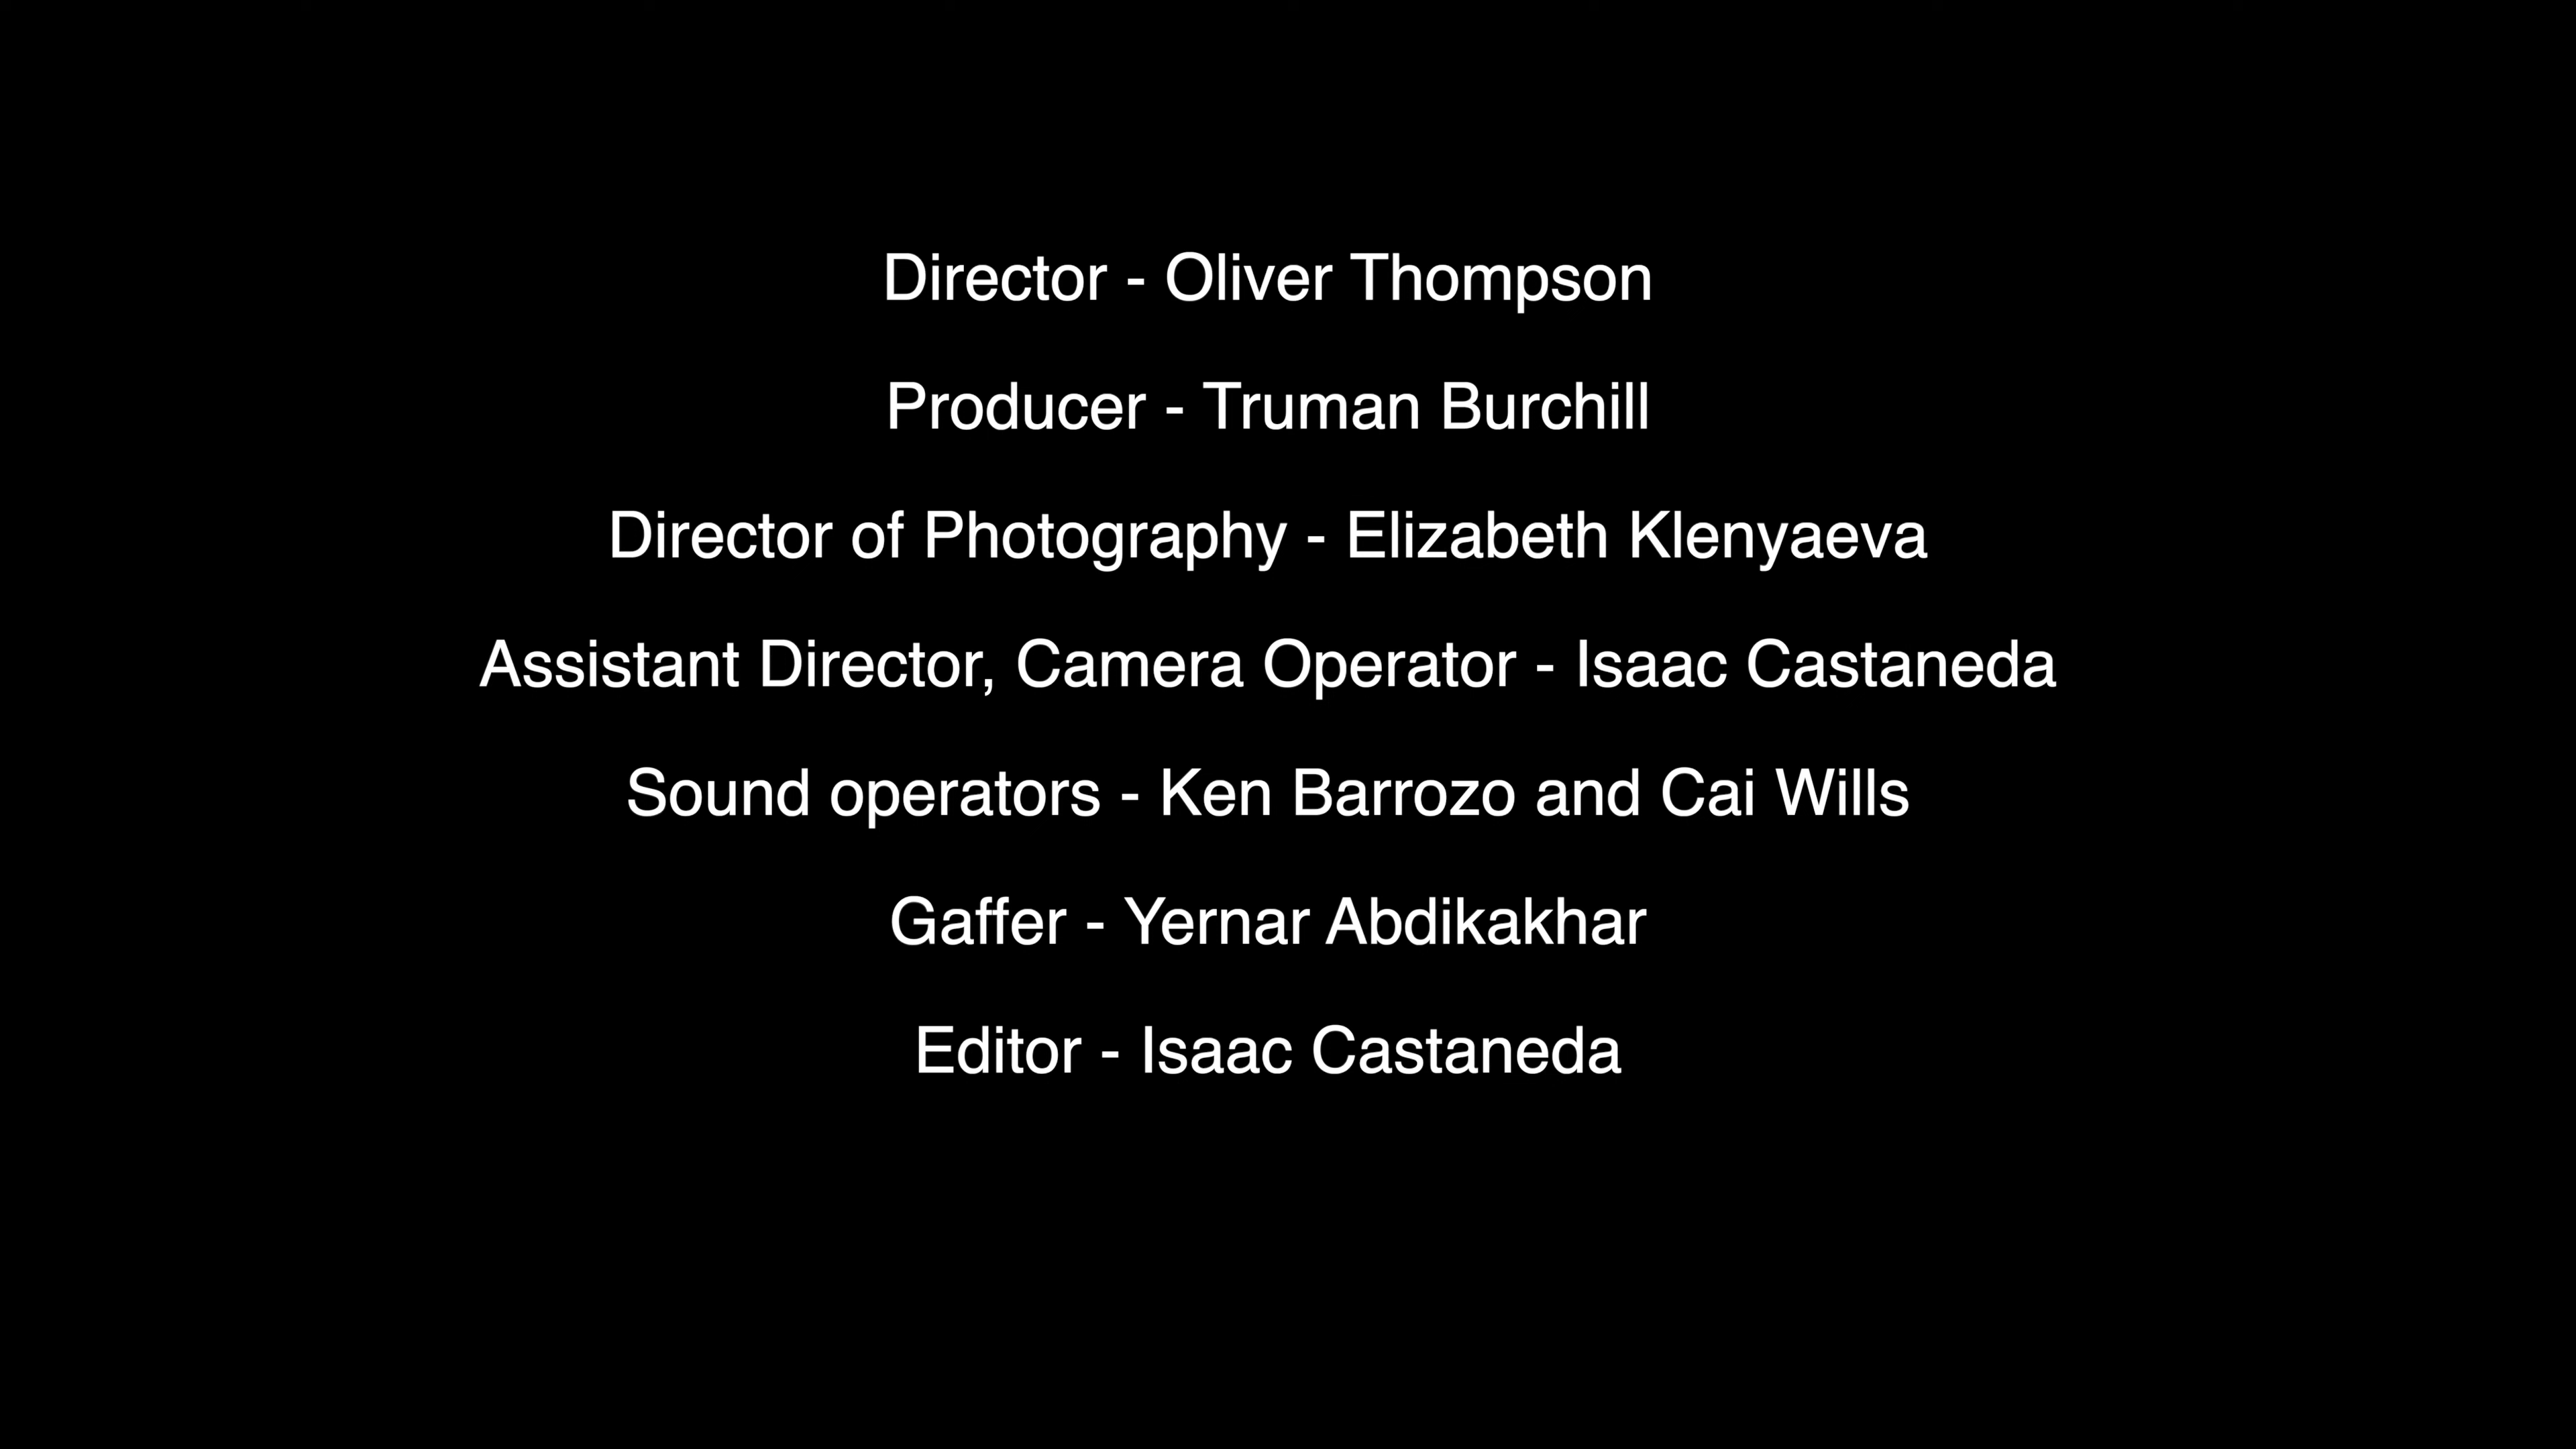 Director - Oliver Thompson
Producer - Truman Burchill
Director of Photography - Elizabeth Klenyaeva
Assistant Director, Camera Operator - Isaac Castaneda
Sound operators - Ken Barrozo and Cai Wills
Gaffer - Yernar Abdikakhar
Editor - Isaac Castaneda